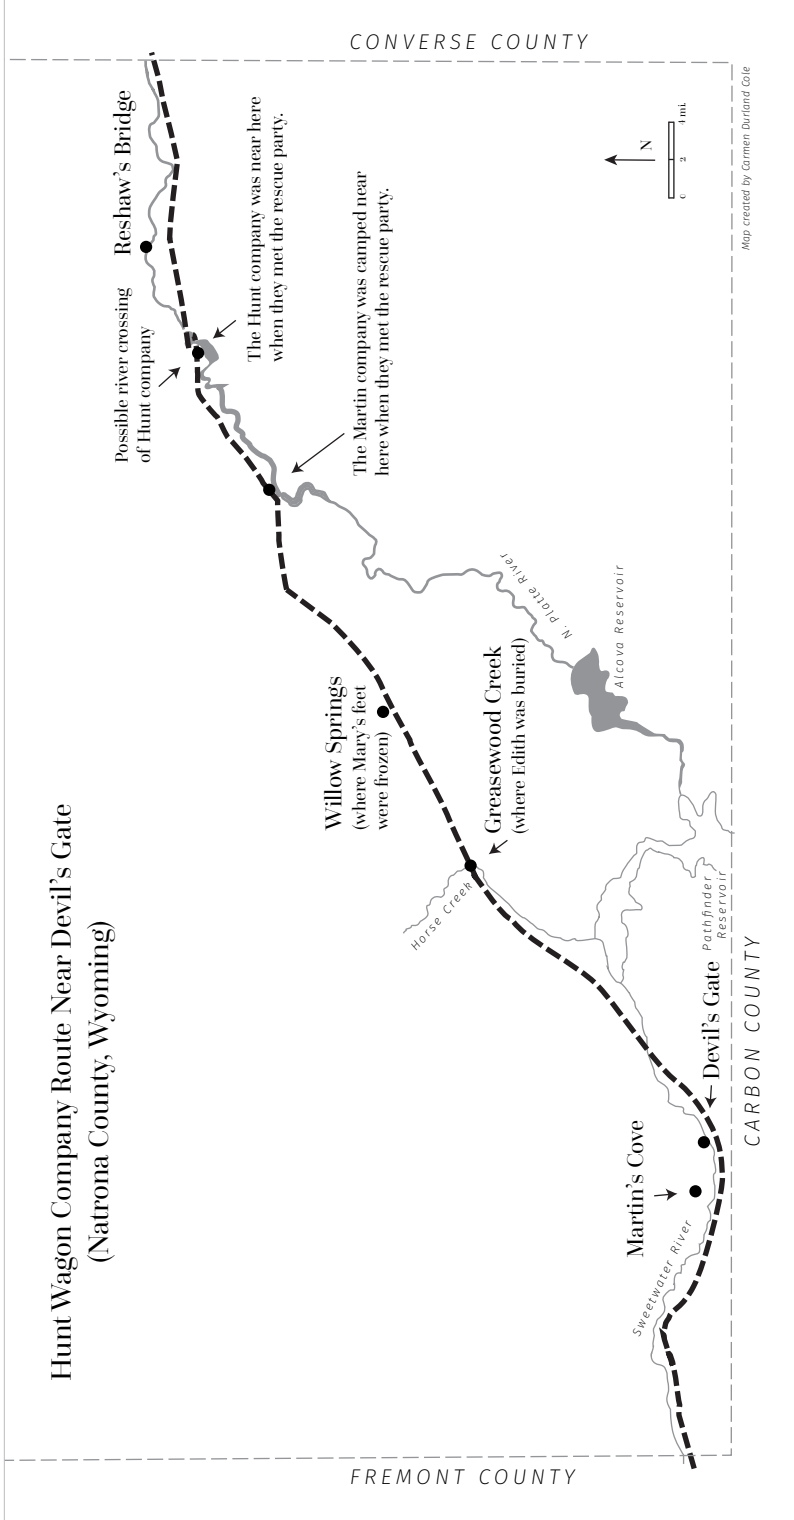 Hunt Wagon Company Route Near Devil's Gate
(Natrona County, Wyoming)
CONVERSE COUNTY
Reshaw's Bridge
Possible river crossing
of Hunt company
The Hunt company was near here
when they met the rescue party.
The Martin company was camped near
here when they met the rescue party.
N
0 2 4 mi.
Map created by Carmen Durland Cole
N. Platte River
Alcova Reservoir
Willow Springs
(where Mary's feet
were frozen)
Greasewood Creek
(where Edith was buried)
Horse Creek
Pathfinder
Reservoir
Devil's Gate
Martin's Cove
Sweetwater River
CARBON COUNTY
FREMONT COUNTY